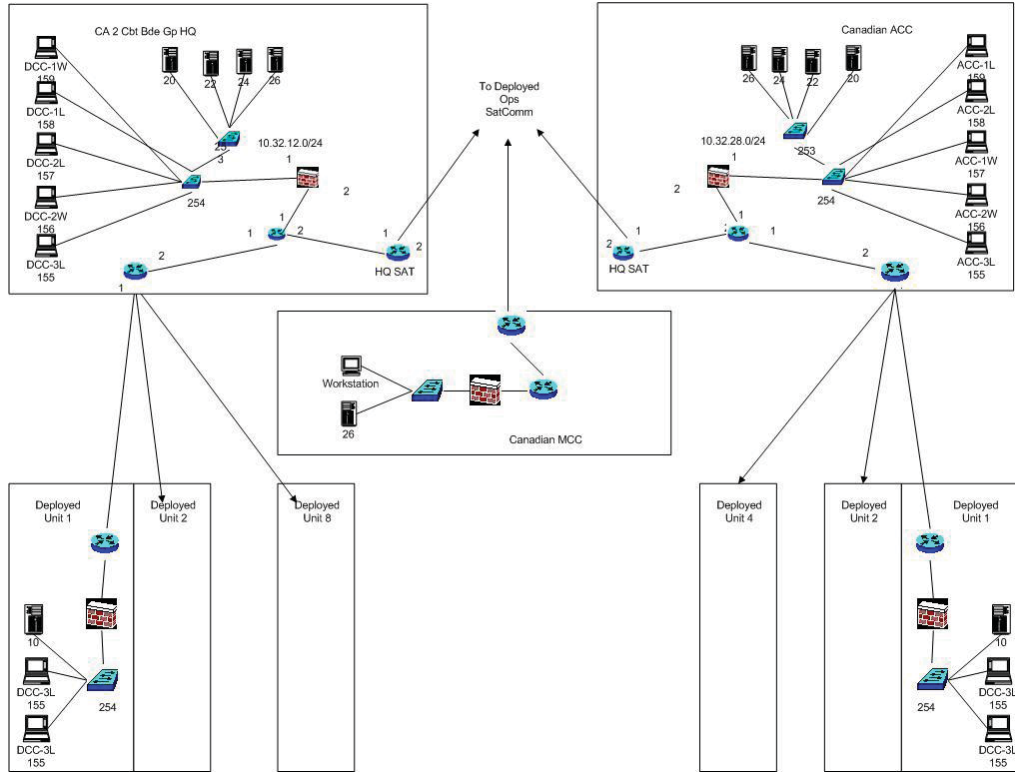 CA 2 Cbt Bde Gp HQ
DCC-1W
159
DCC-1L
158
DCC-2L
157
DCC-2W
156
DCC-3L
155
20
22
24
26
3
254
10.32.12.0/24
1
2
1
1
2
1
2
HQ SAT
2
1
To Deployed
Ops
SatComm
Canadian ACC
26
24
22
20
253
10.32.28.0/24
1
2
254
ACC-1L
159
ACC-2L
158
ACC-1W
157
ACC-2W
156
ACC-3L
155
1
1
1
2
HQ SAT
2
Workstation
26
Canadian MCC
Deployed
Unit 1
10
DCC-3L
155
DCC-3L
155
254
Deployed
Unit 2
Deployed
Unit 8
Deployed
Unit 4
Deployed
Unit 2
Deployed
Unit 1
10
DCC-3L
155
DCC-3L
155
254